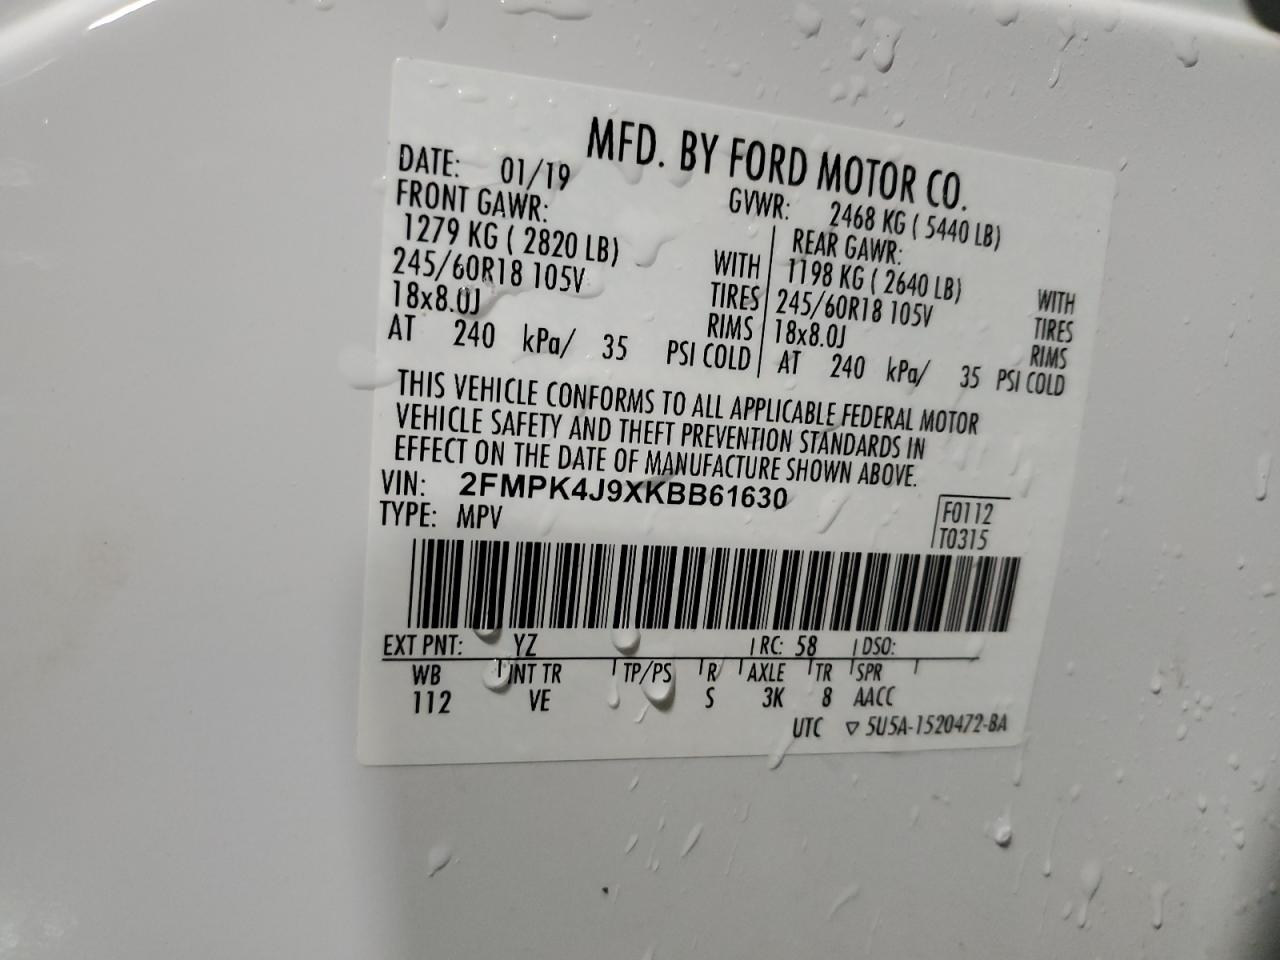 MFD. BY FORD MOTOR CO.
DATE: 01/19 GVWR: 2468 KG ( 5440 LB)
FRONT GAWR: REAR GAWR:
1279 KG ( 2820 LB) WITH 1198 KG ( 2640 LB) WITH
245/60R18 105V TIRES 245/60R18 105V TIRES
18x8.0J RIMS 18x8.0J RIMS
AT 240 kPa/ 35 PSI COLD AT 240 kPa/ 35 PSI COLD
THIS VEHICLE CONFORMS TO ALL APPLICABLE FEDERAL MOTOR
VEHICLE SAFETY AND THEFT PREVENTION STANDARDS IN
EFFECT ON THE DATE OF MANUFACTURE SHOWN ABOVE.
VIN: 2FMPK4J9XKBB61630
F0112
TYPE: MPV
T0315
EXT PNT: YZ RC: 58 DSO:
WB INT TR TP/PS R AXLE TR SPR
112 VE S 3K 8 AACC
UTC ▽ 5U5A-1520472-BA